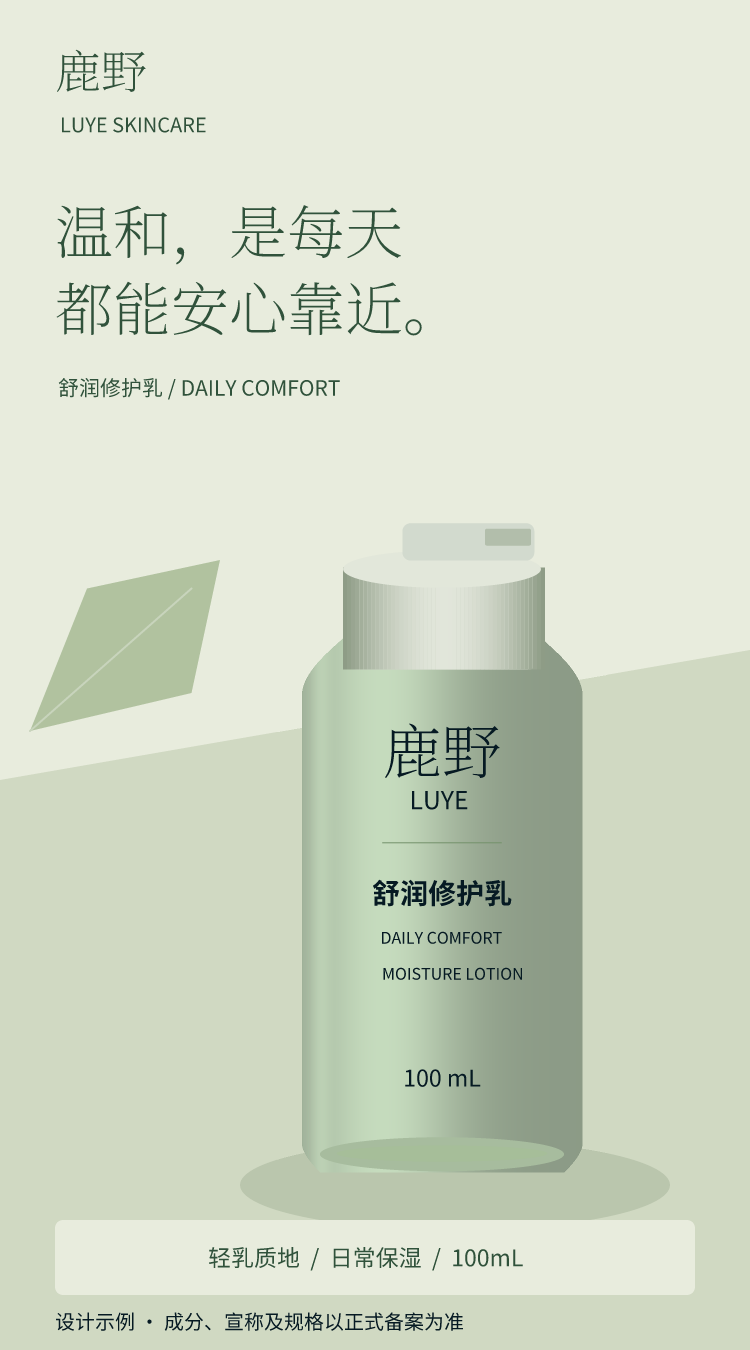 鹿野
LUYE SKINCARE
温和，是每天
都能安心靠近。
舒润修护乳 / DAILY COMFORT
鹿野
LUYE
舒润修护乳
DAILY COMFORT
MOISTURE LOTION
100 mL
轻乳质地 / 日常保湿 / 100mL
设计示例 · 成分、宣称及规格以正式备案为准